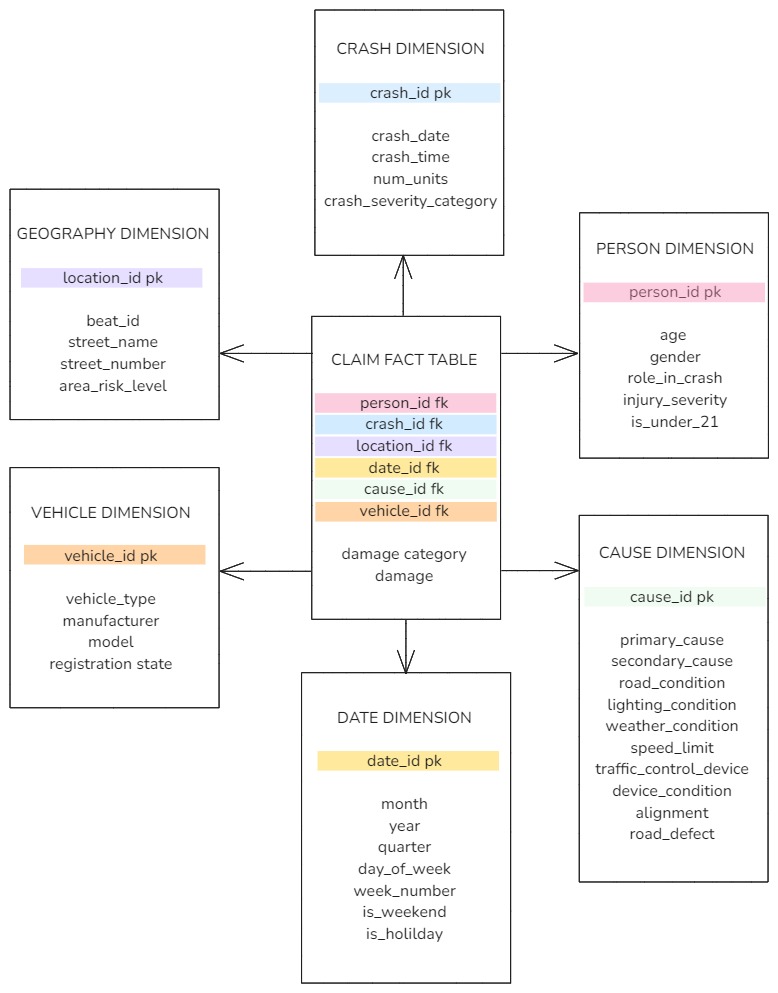 CRASH DIMENSION
crash_id pk
crash_date
crash_time
num_units
crash_severity_category
GEOGRAPHY DIMENSION
location_id pk
beat_id
street_name
street_number
area_risk_level
PERSON DIMENSION
person_id pk
age
gender
role_in_crash
injury_severity
is_under_21
CLAIM FACT TABLE
person_id fk
crash_id fk
location_id fk
date_id fk
cause_id fk
vehicle_id fk
damage category
damage
VEHICLE DIMENSION
vehicle_id pk
vehicle_type
manufacturer
model
registration state
CAUSE DIMENSION
cause_id pk
primary_cause
secondary_cause
road_condition
lighting_condition
weather_condition
speed_limit
traffic_control_device
device_condition
alignment
road_defect
DATE DIMENSION
date_id pk
month
year
quarter
day_of_week
week_number
is_weekend
is_holilday